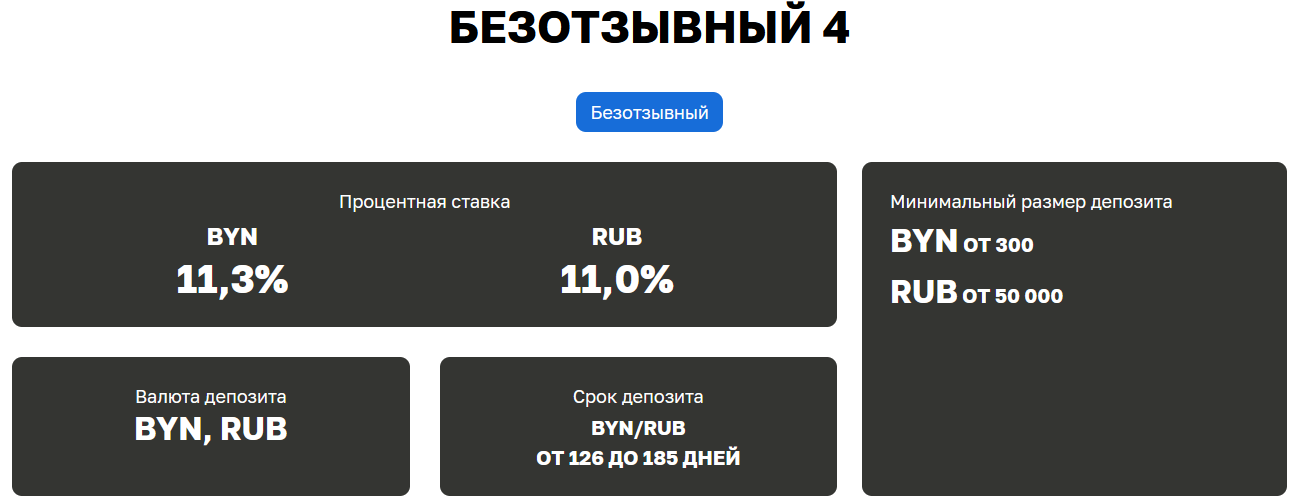 БЕЗОТЗЫВНЫЙ 4
Безотзывный
Процентная ставка
BYN
11,3%
RUB
11,0%
Минимальный размер депозита
BYN ОТ 300
RUB ОТ 50 000
Валюта депозита
BYN, RUB
Срок депозита
BYN/RUB
ОТ 126 ДО 185 ДНЕЙ